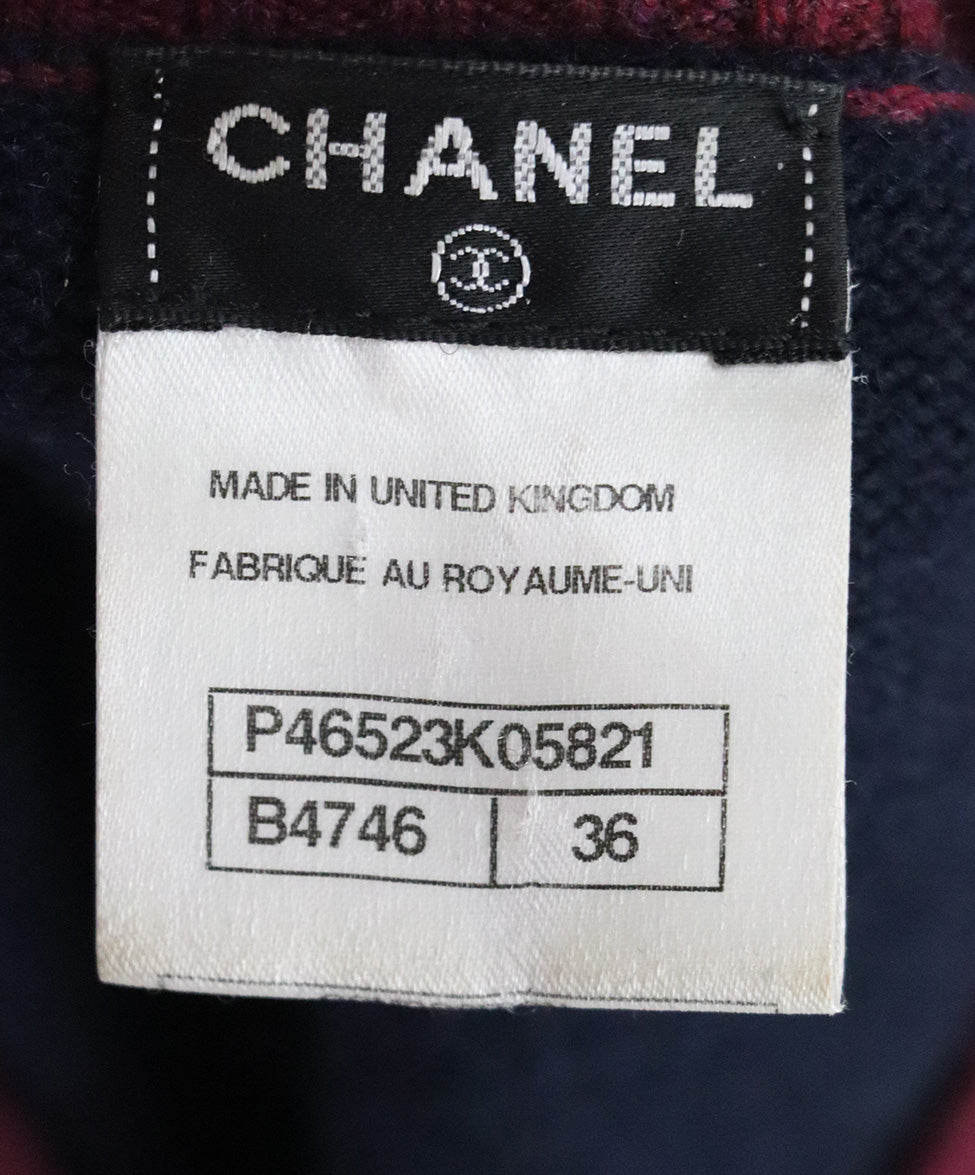 CHANEL
MADE IN UNITED KINGDOM
FABRIQUE AU ROYAUME-UNI
P46523K05821
B4746 36